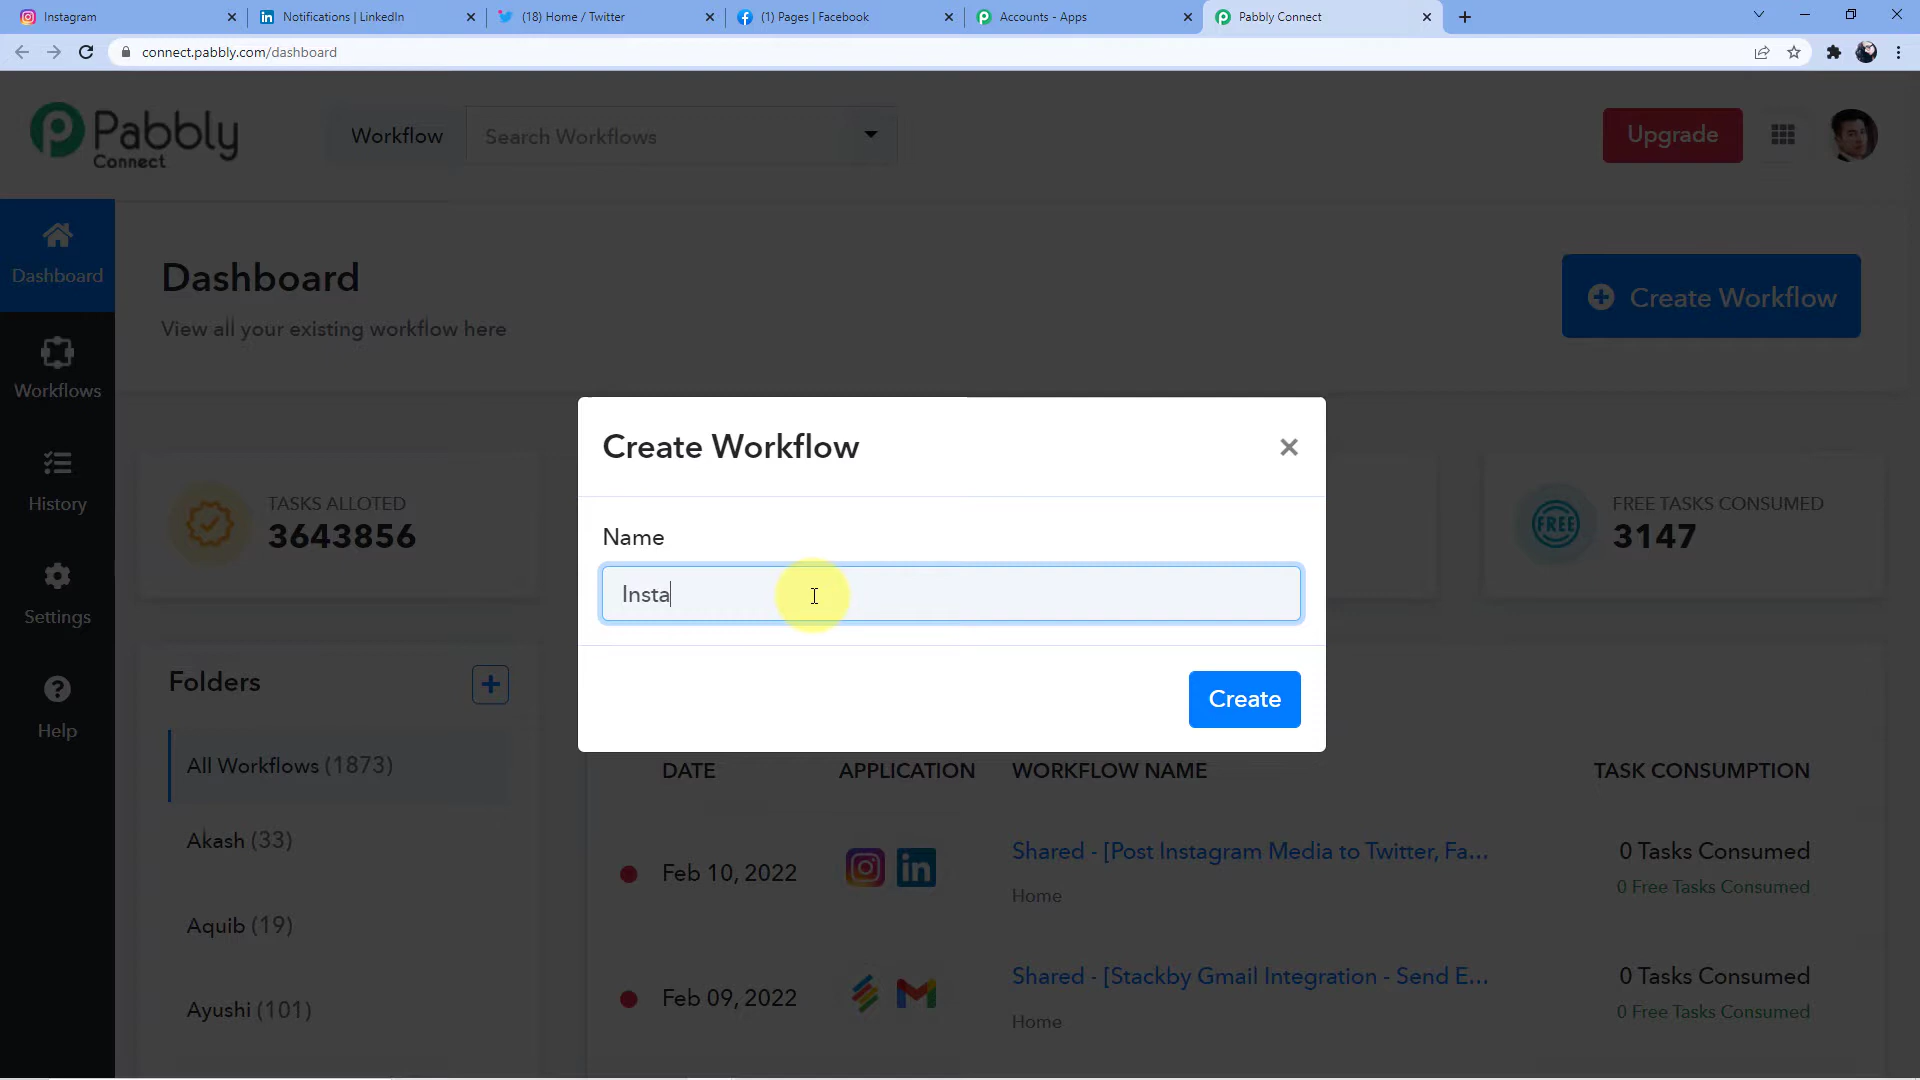 Instagram
Notifications | LinkedIn
(18) Home / Twitter
(1) Pages | Facebook
Accounts - Apps
Pabbly Connect
connect.pabbly.com/dashboard
Pabbly
Connect
Workflow
Search Workflows
Upgrade
Dashboard
Dashboard
View all your existing workflow here
Create Workflow
Workflows
Create Workflow
History
TASKS ALLOTED
3643856
Name
Insta
FREE
FREE TASKS CONSUMED
3147
Settings
Create
Folders
Help
All Workflows (1873)
DATE
APPLICATION
WORKFLOW NAME
TASK CONSUMPTION
Akash (33)
Feb 10, 2022
Shared - [Post Instagram Media to Twitter, Fa...
Home
0 Tasks Consumed
0 Free Tasks Consumed
Aquib (19)
Feb 09, 2022
Shared - [Stackby Gmail Integration - Send E...
Home
0 Tasks Consumed
0 Free Tasks Consumed
Ayushi (101)